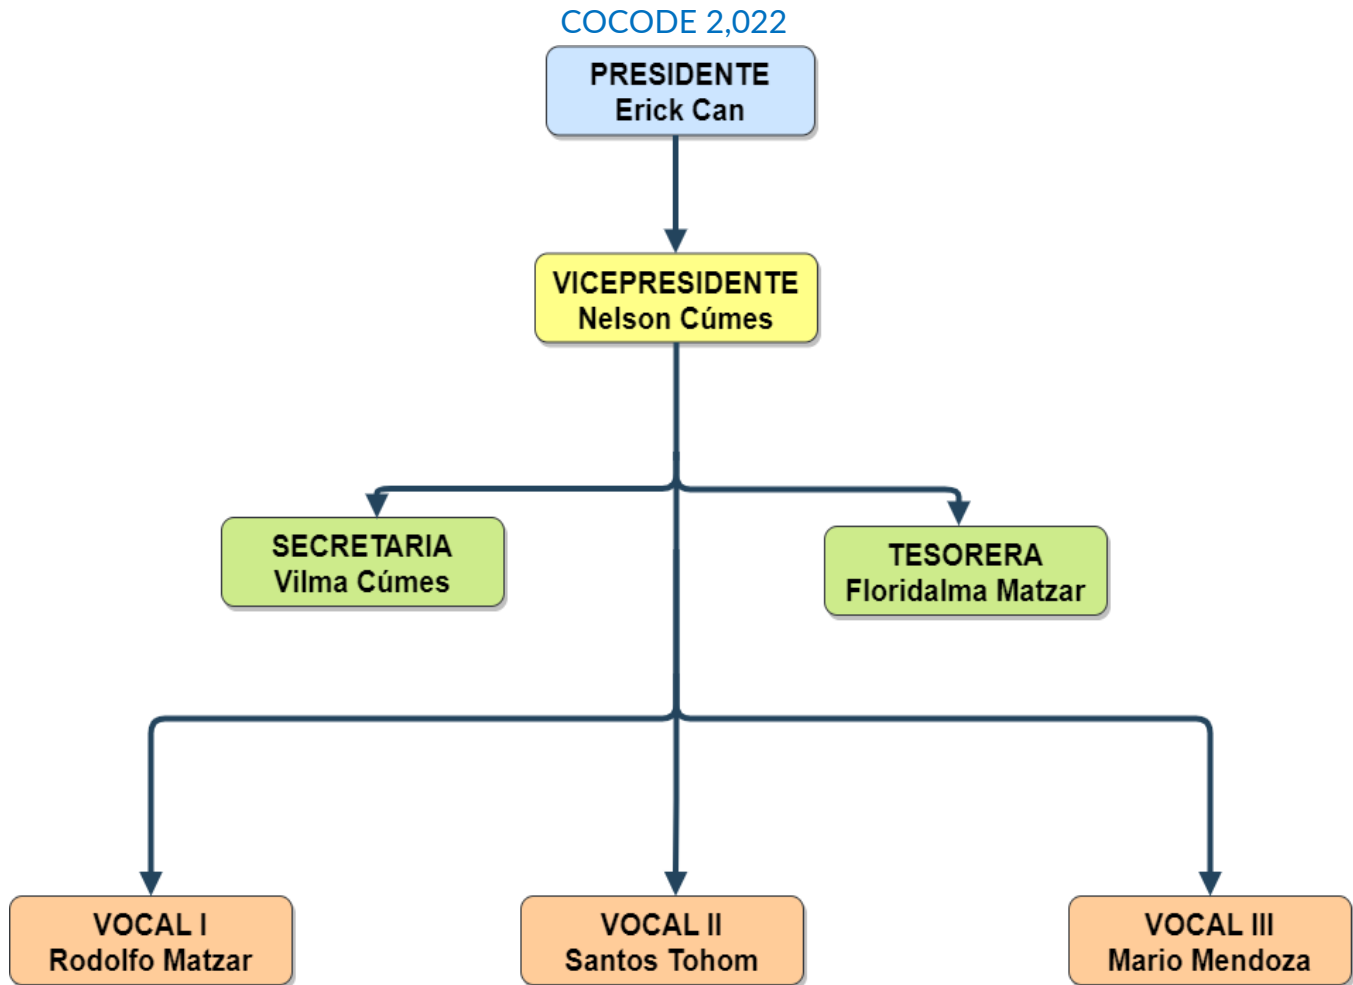 COCODE 2,022
PRESIDENTE
Erick Can
VICEPRESIDENTE
Nelson Cúmes
SECRETARIA
Vilma Cúmes
TESORERA
Floridalma Matzar
VOCAL I
Rodolfo Matzar
VOCAL II
Santos Tohom
VOCAL III
Mario Mendoza